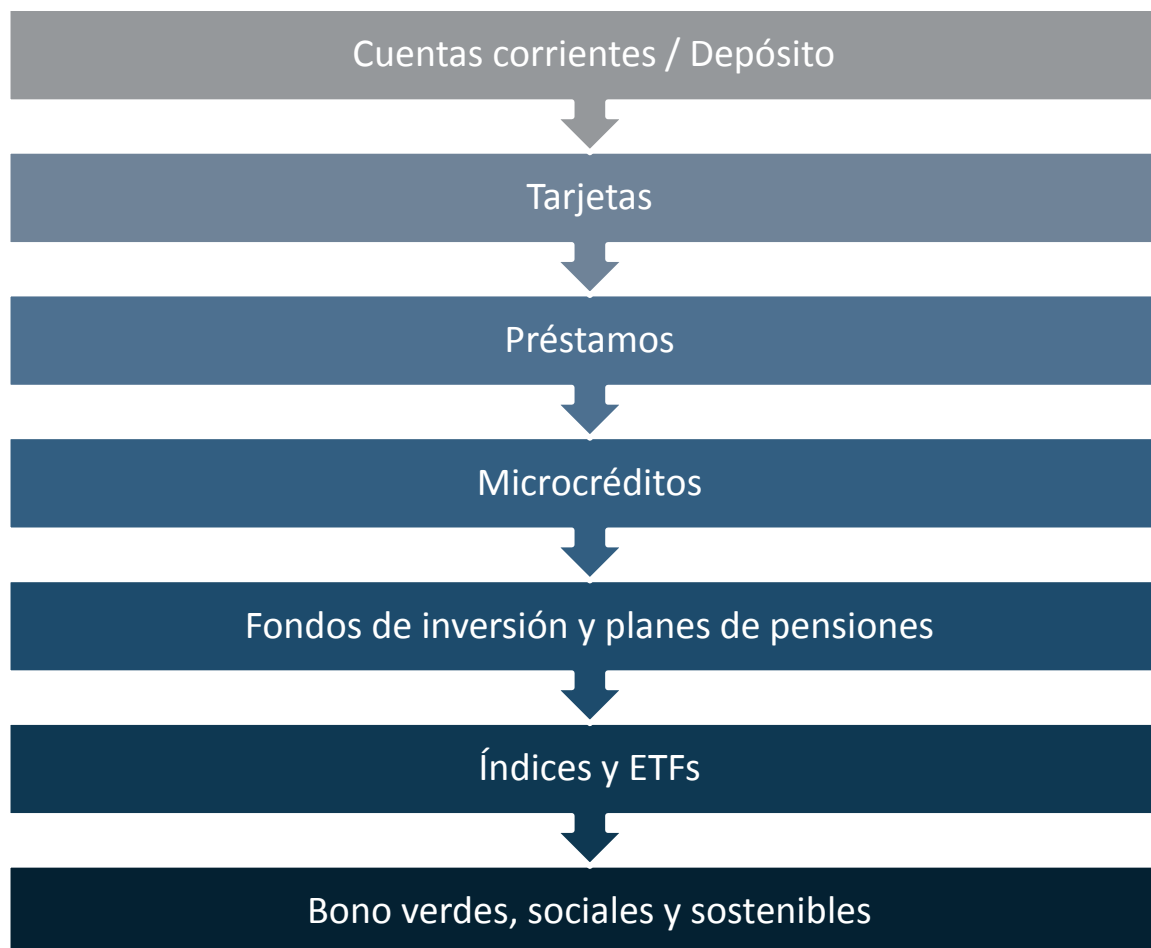 Cuentas corrientes / Depósito
Tarjetas
Préstamos
Microcréditos
Fondos de inversión y planes de pensiones
Índices y ETFs
Bono verdes, sociales y sostenibles